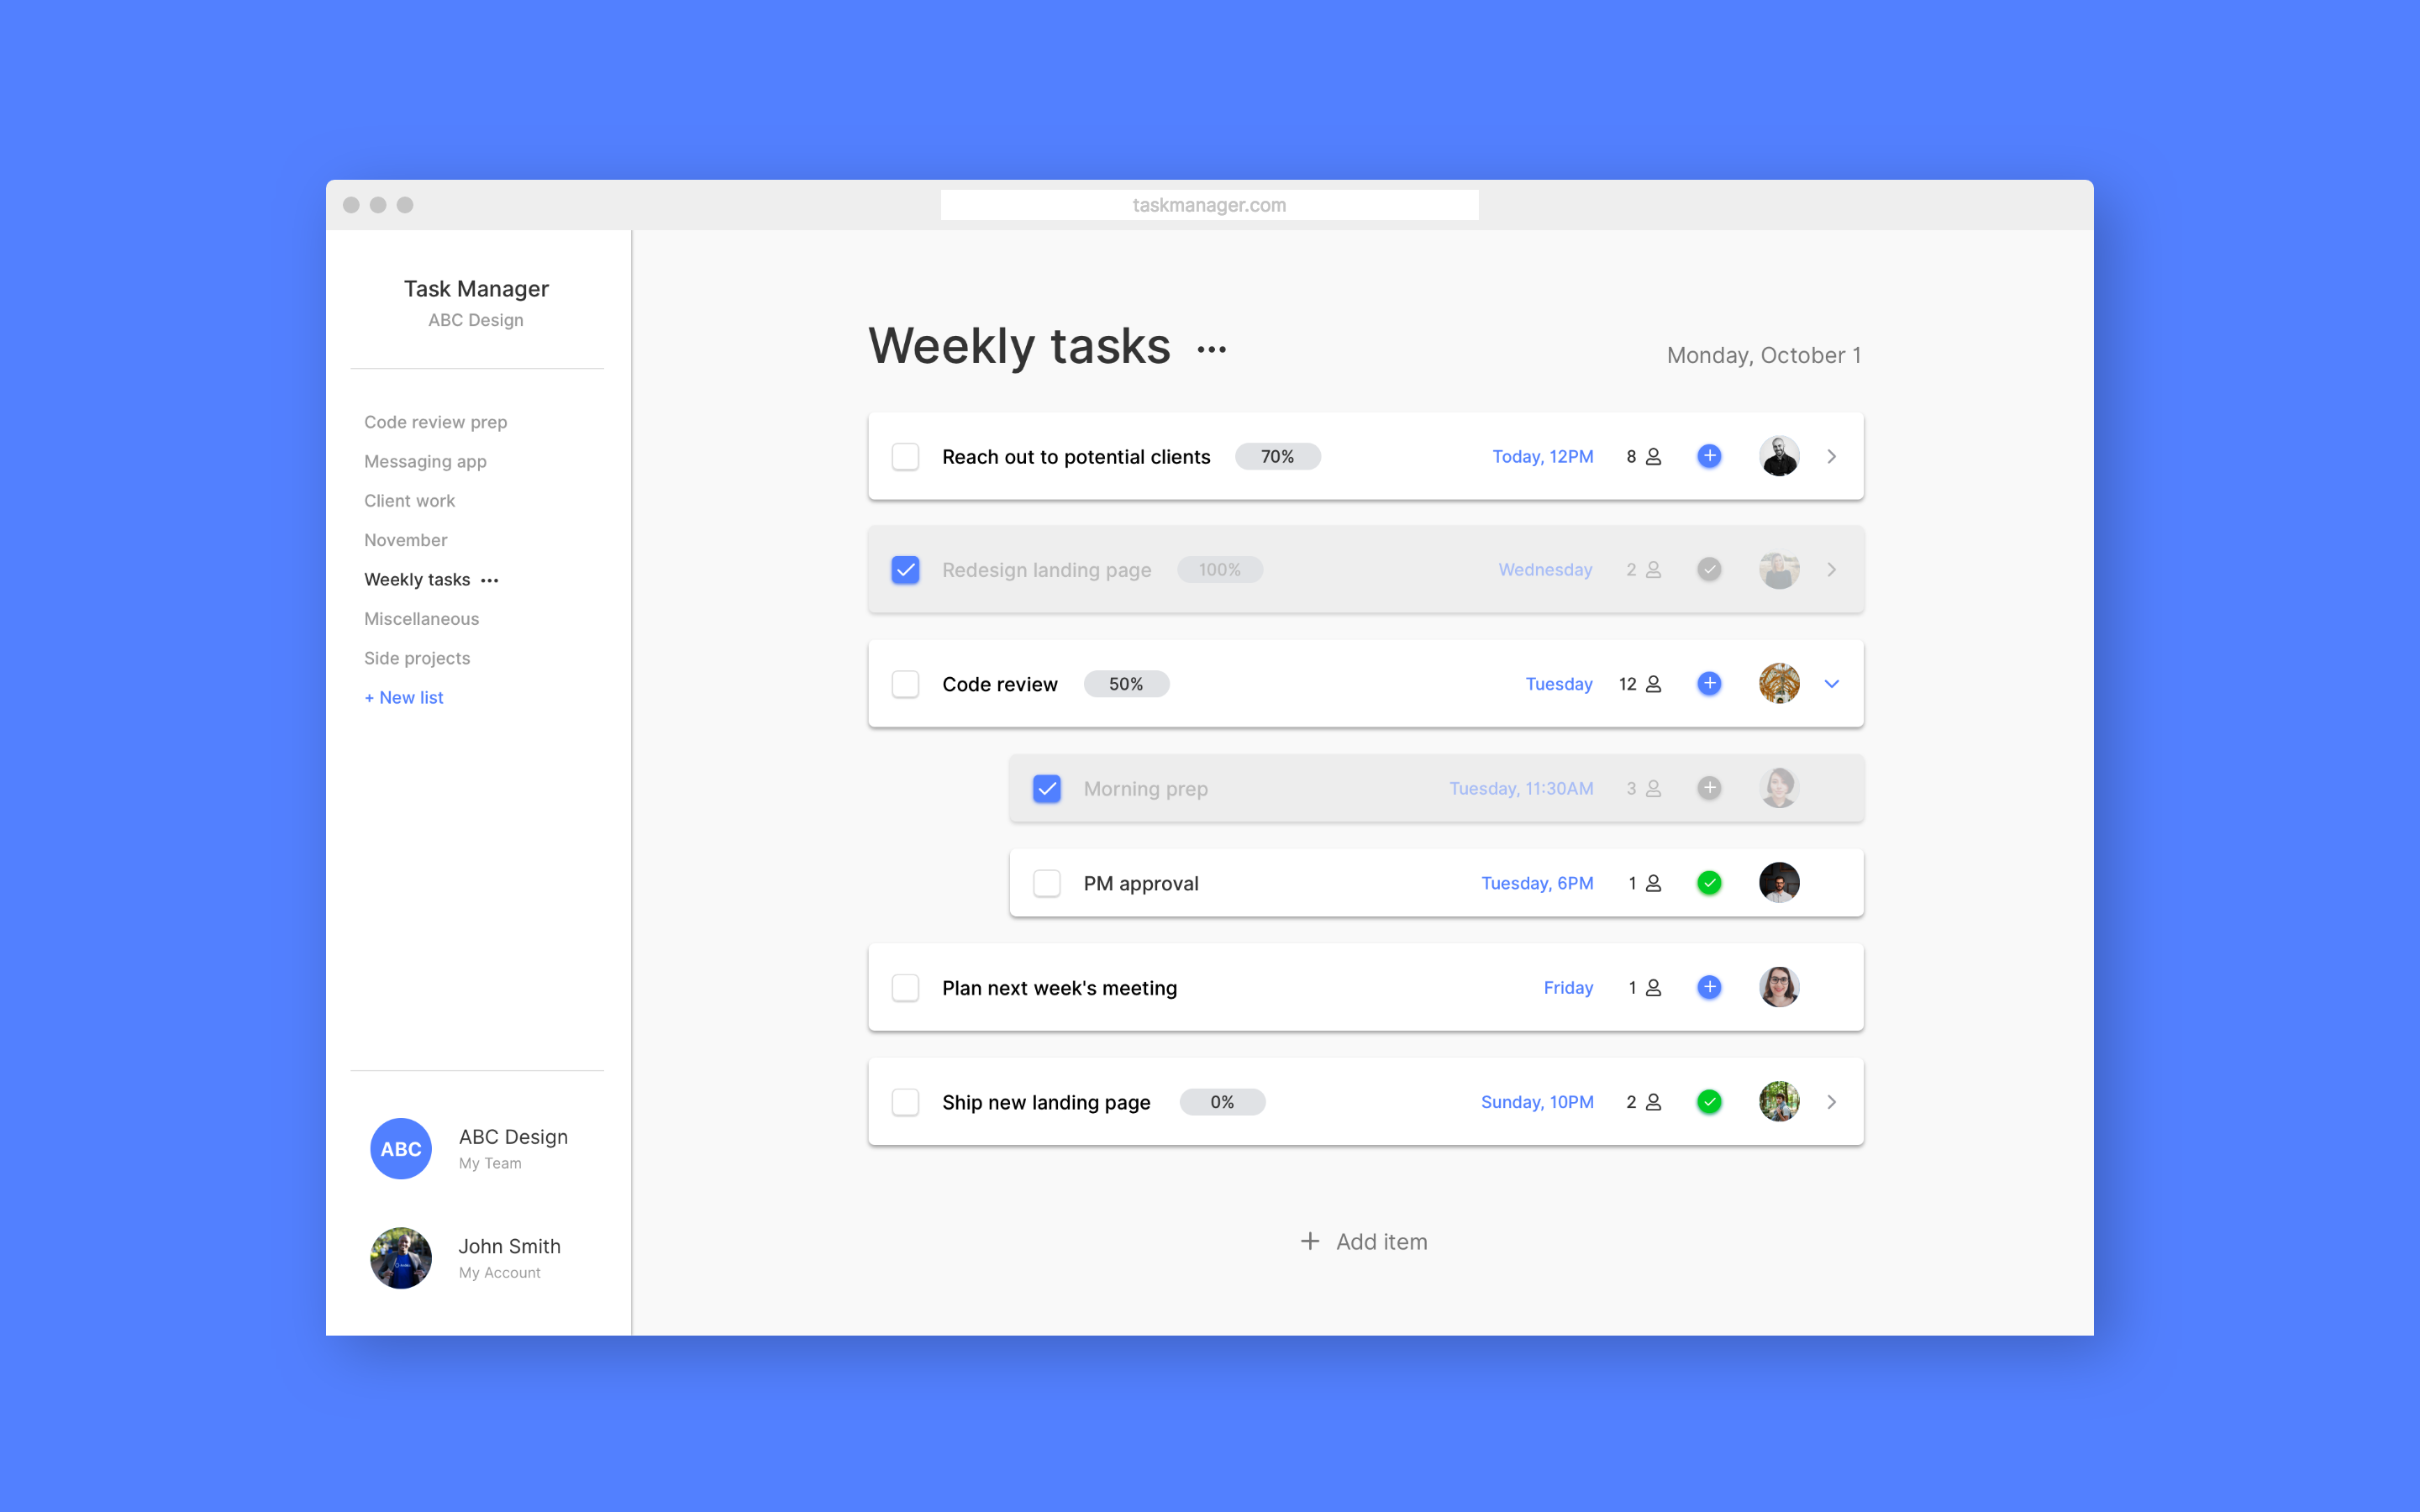 taskmanager.com
Task Manager
ABC Design
Code review prep
Messaging app
Client work
November
Weekly tasks
Miscellaneous
Side projects
+ New list
ABC
ABC Design
My Team
John Smith
My Account
Weekly tasks
Monday, October 1
Reach out to potential clients 70% Today, 12PM 8
Redesign landing page 100% Wednesday 2
Code review 50% Tuesday 12
Morning prep Tuesday, 11:30AM 3
PM approval Tuesday, 6PM 1
Plan next week's meeting Friday 1
Ship new landing page 0% Sunday, 10PM 2
+ Add item